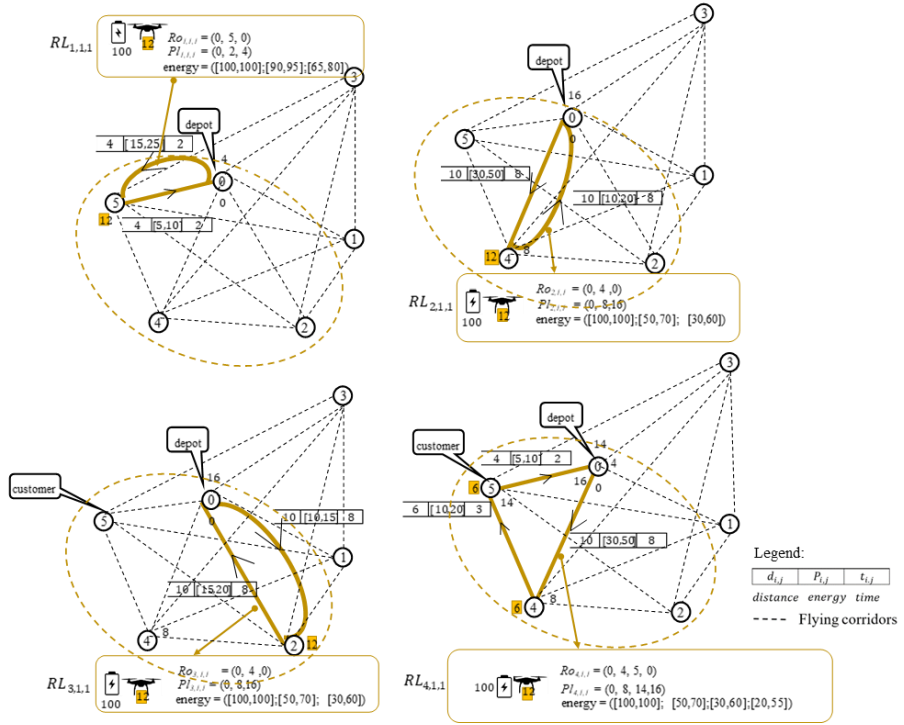 RL1,1,1
100
12
Ro1,1,1 = (0, 5, 0)
Pl1,1,1 = (0, 2, 4)
energy = ([100,100];[90,95];[65,80])
3
depot
4 [15,25] 2
4
0
0
5
12
4 [5,10] 2
1
4
2
3
depot
16
0
0
5
10 [30,50] 8
10 [10,20] 8
1
12
4
8
2
RL2,1,1
100
12
Ro2,1,1 = (0, 4 ,0)
Pl2,1,1 = (0, 8,16)
energy = ([100,100];[50,70]; [30,60])
3
depot
16
customer
0
0
5
10 [10,15] 8
1
10 [15,20] 8
8
4
2
12
RL3,1,1
100
12
Ro3,1,1 = (0, 4 ,0)
Pl3,1,1 = (0, 8,16)
energy = ([100,100];[50,70]; [30,60])
3
depot
customer
14
4 [5,10] 2
0
4
16
0
6
5
14
6 [10,20] 3
1
10 [30,50] 8
6
4
8
2
RL4,1,1
100
12
Ro4,1,1 = (0, 4, 5, 0)
Pl4,1,1 = (0, 8, 14,16)
energy = ([100,100; [50,70];[30,60];[20,55])
Legend:
di,j Pi,j ti,j
distance energy time
Flying corridors